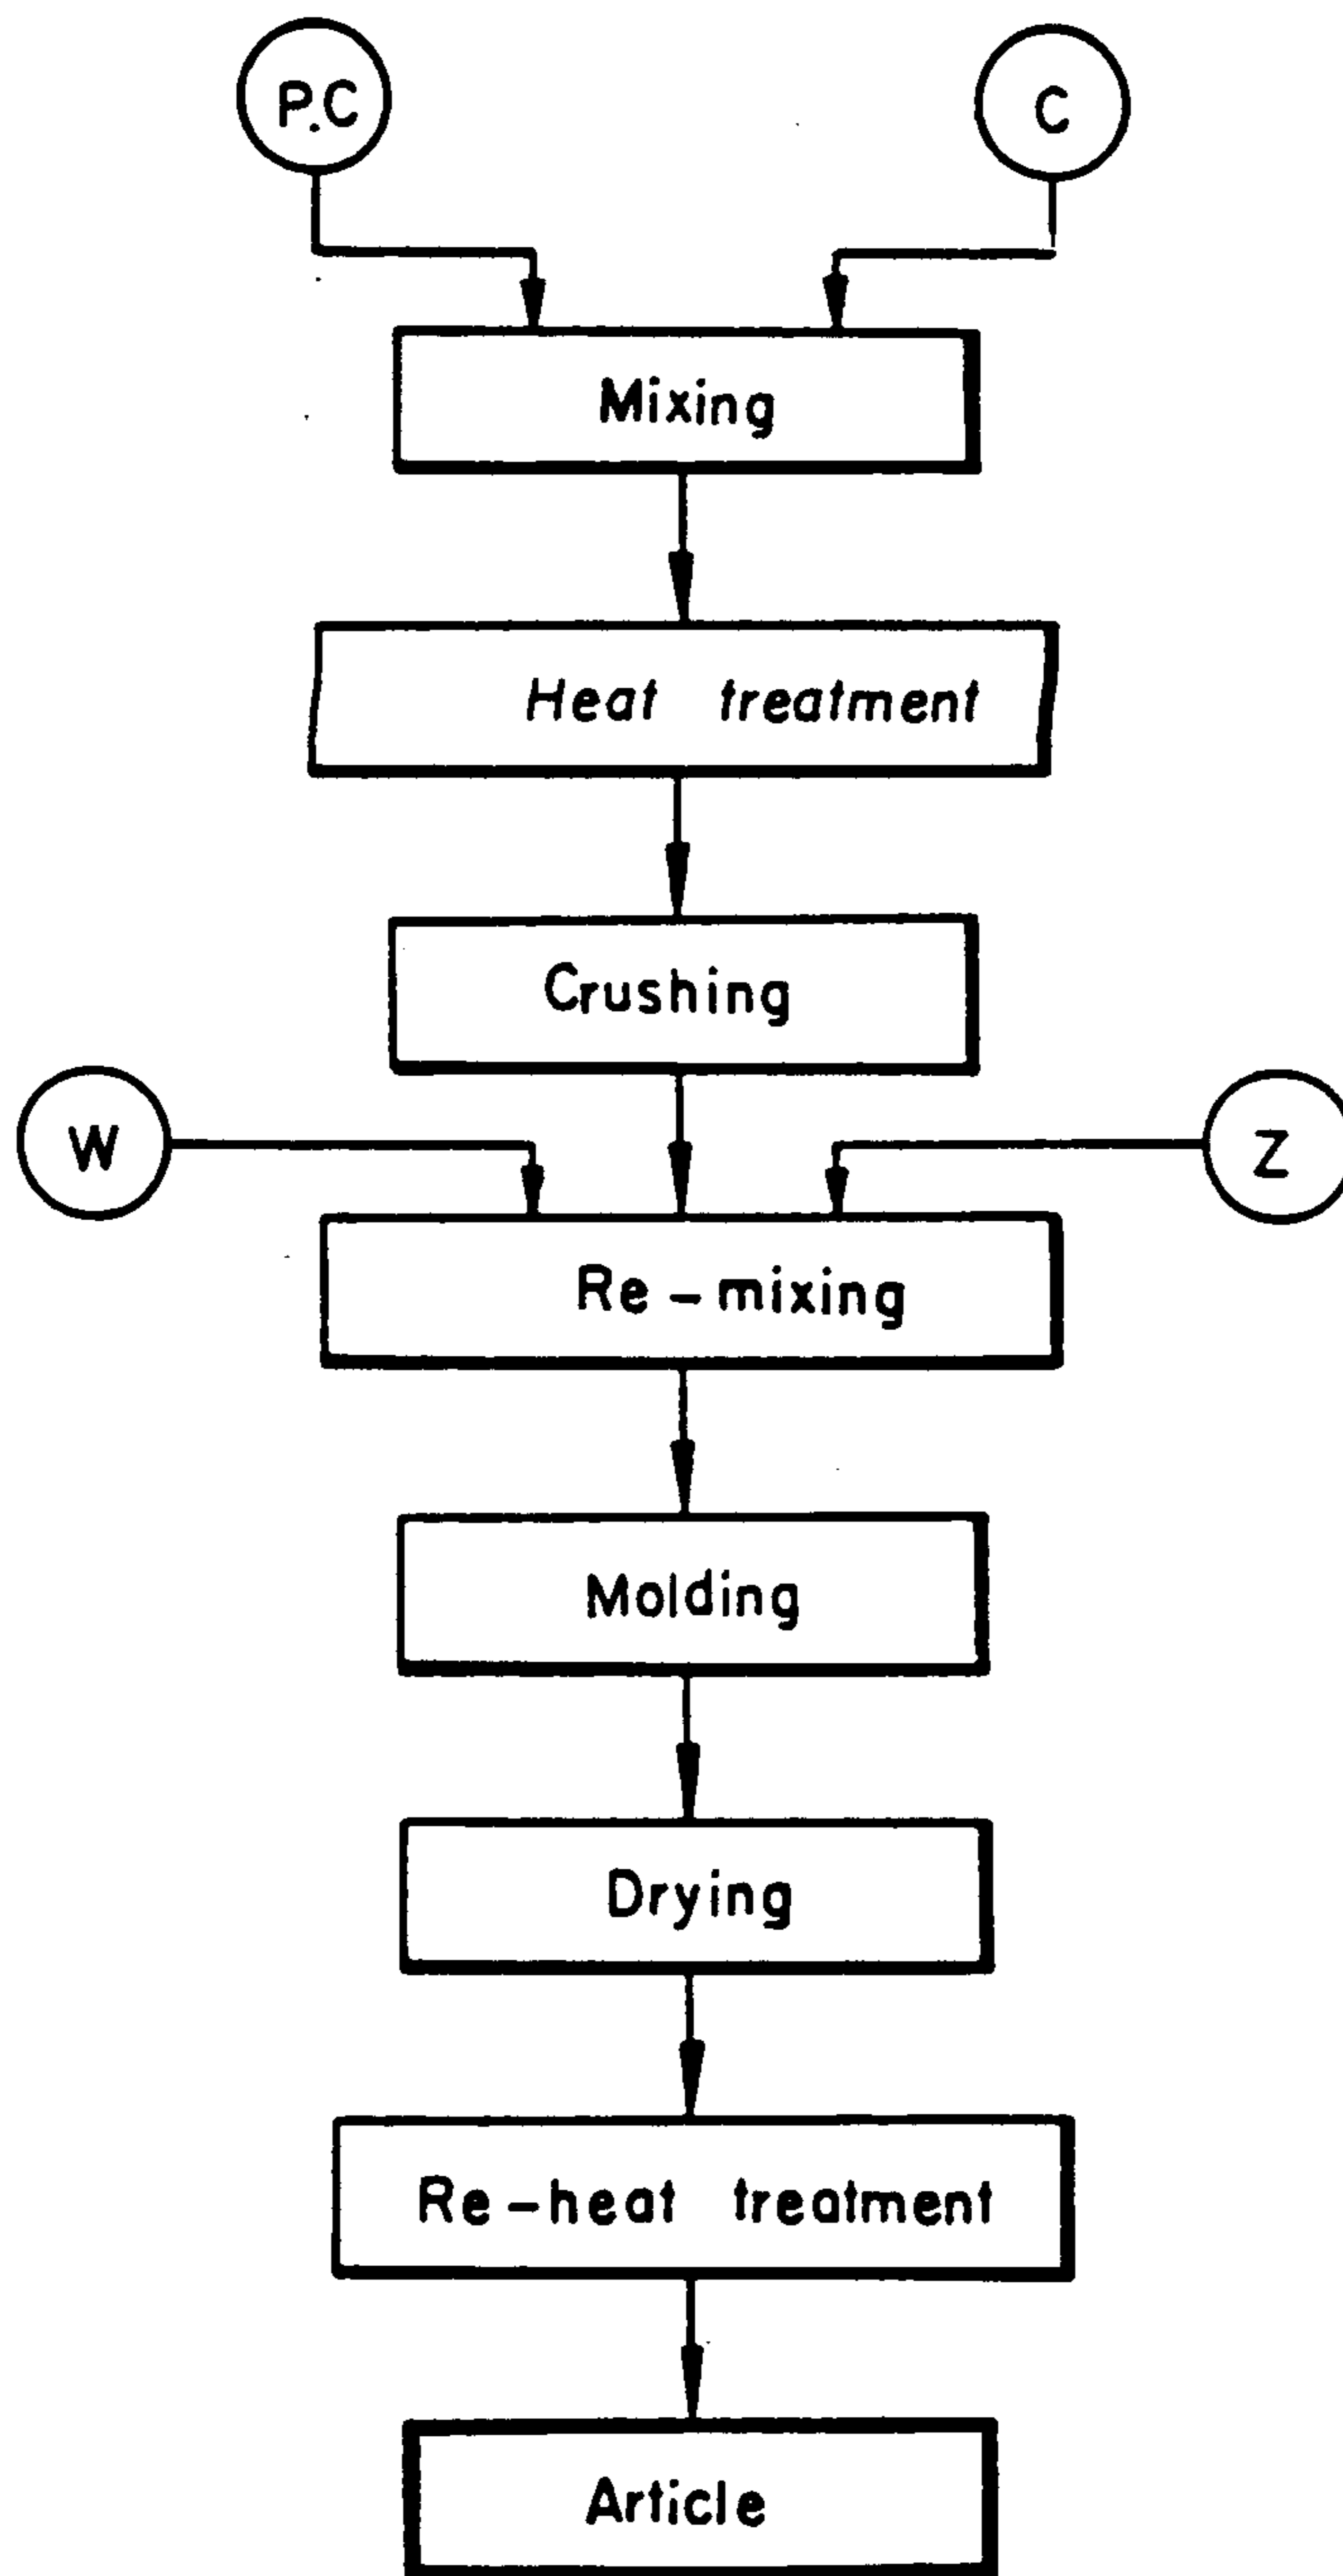 P.C
C
Mixing
Heat treatment
Crushing
W
Z
Re-mixing
Molding
Drying
Re-heat treatment
Article